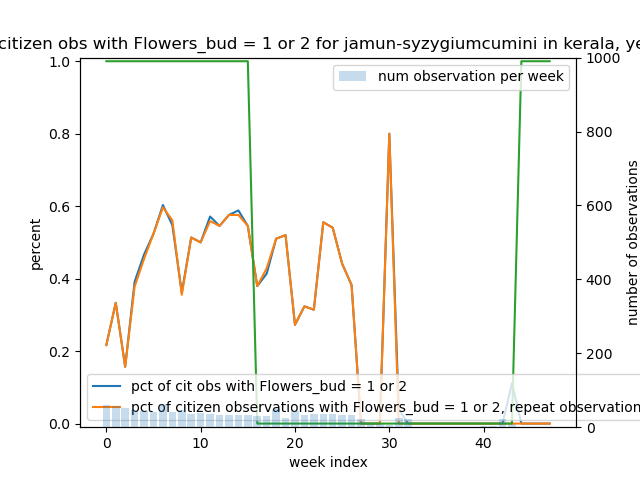 citizen obs with Flowers_bud = 1 or 2 for jamun-syzygiumcumini in kerala,
num observation per week
percent
1.0
0.8
0.6
0.4
0.2
0.0
1000
800
600
400
200
0
number of observations
pct of cit obs with Flowers_bud = 1 or 2
pct of citizen observations with Flowers_bud = 1 or 2, repeat observation
0
10
20
30
40
week index